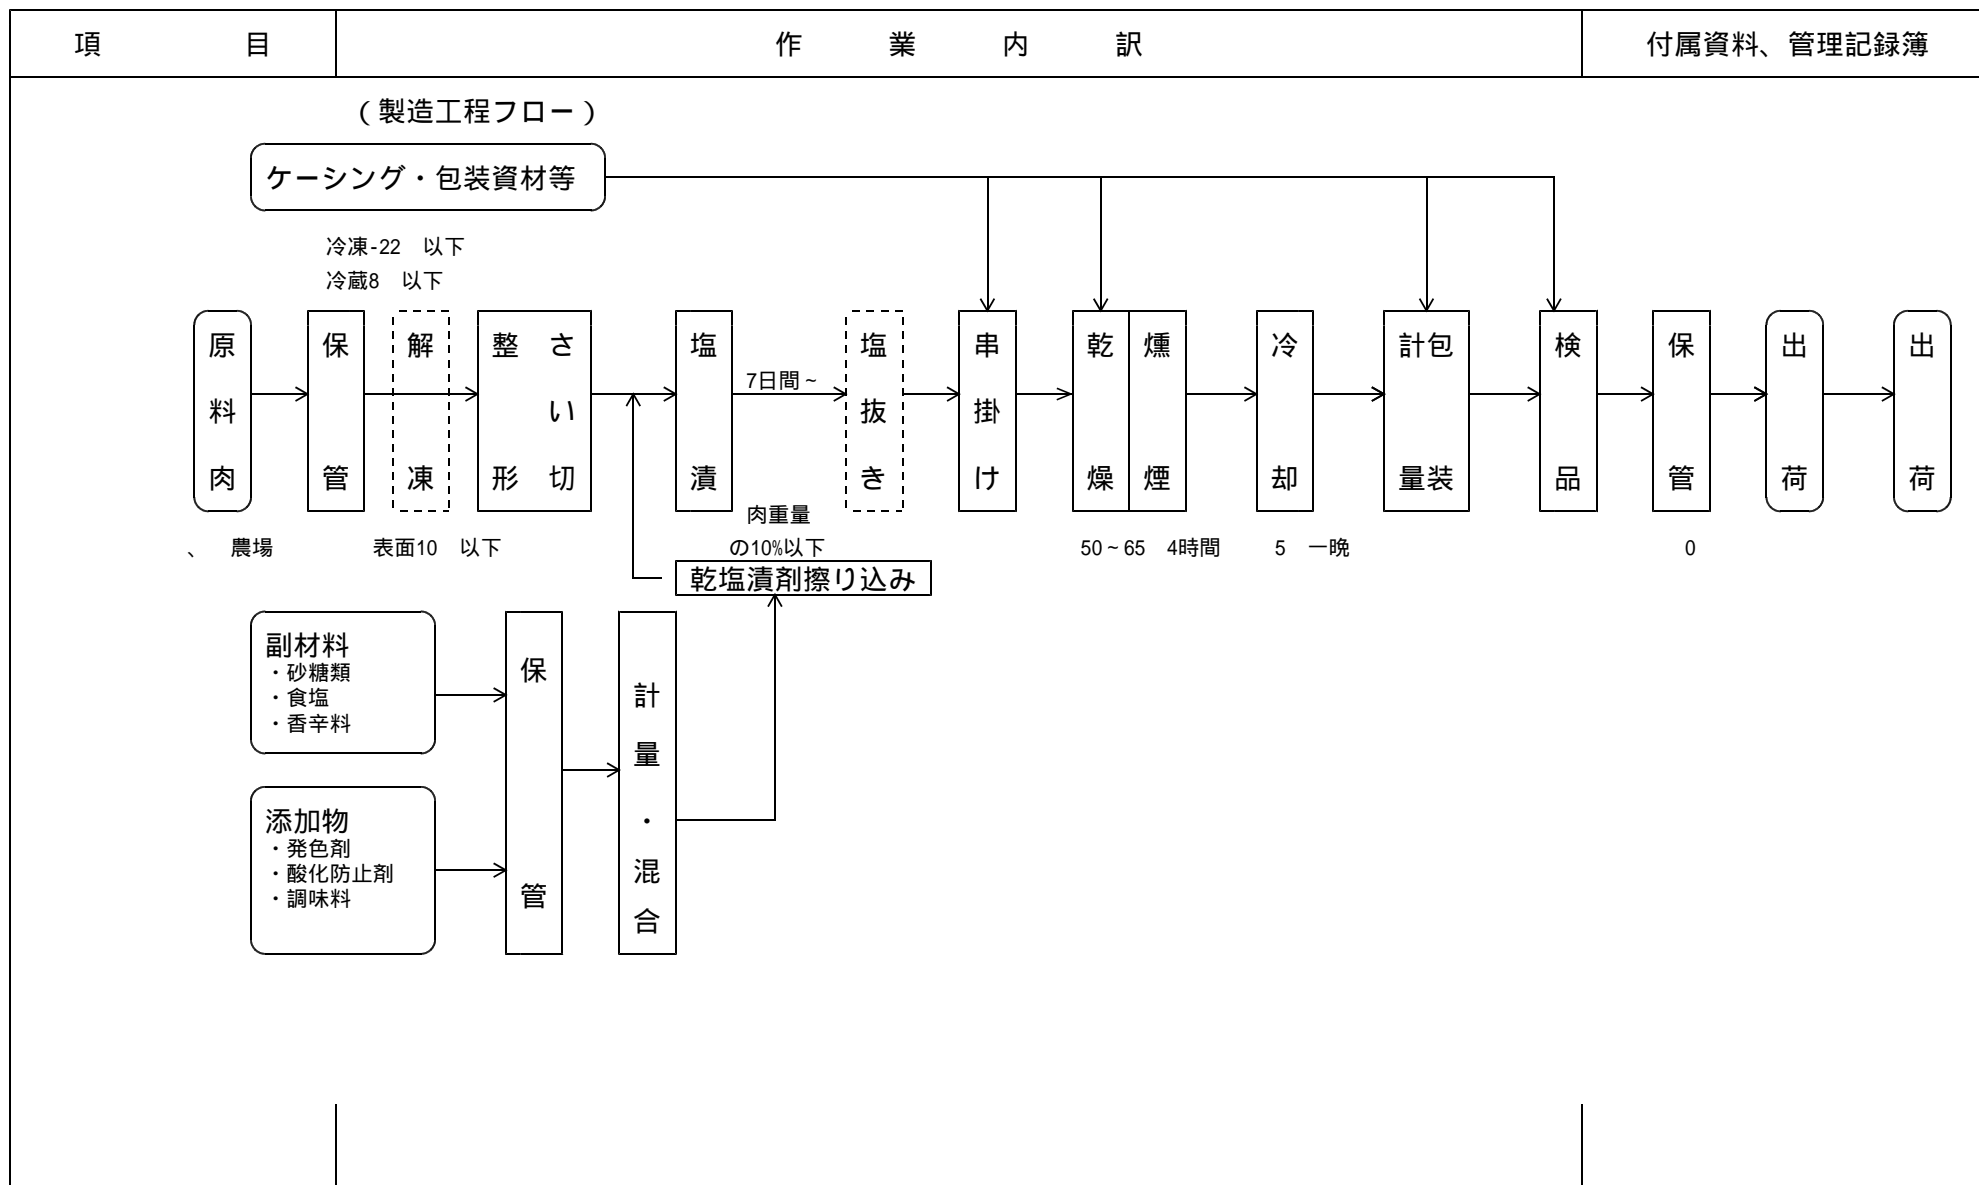 項　目
作　業　内　訳
付属資料、管理記録簿
（製造工程フロー）
ケーシング・包装資材等
冷凍-22　以下
冷蔵8　以下
原料肉
保管
解凍
整形
さい切
塩漬
7日間～
塩抜き
串掛け
乾燥
燻煙
冷却
計量
包装
検品
保管
出荷
出荷
、　農場
表面10　以下
肉重量
の10%以下
50～65　4時間
5　一晩
0
乾塩漬剤擦り込み
副材料
・砂糖類
・食塩
・香辛料
添加物
・発色剤
・酸化防止剤
・調味料
保管
計量・混合